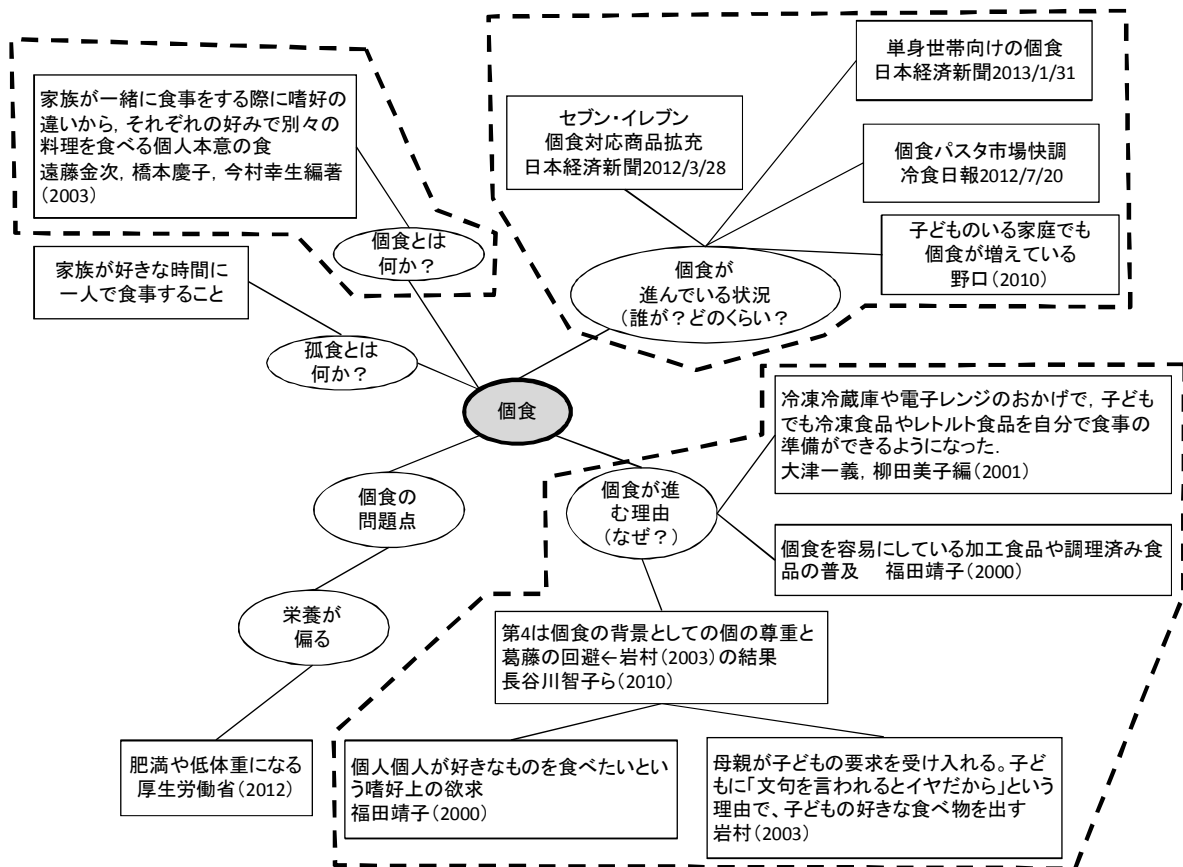 単身世帯向けの個食
日本経済新聞2013/1/31
家族が一緒に食事をする際に嗜好の
違いから，それぞれの好みで別々の
料理を食べる個人本意の食
遠藤金次，橋本慶子，今村幸生編著
（2003）
セブン・イレブン
個食対応商品拡充
日本経済新聞2012/3/28
個食パスタ市場快調
冷食日報2012/7/20
個食とは
何か？
子どものいる家庭でも
個食が増えている
野口（2010）
家族が好きな時間に
一人で食事すること
個食が
進んでいる状況
（誰が？どのくらい？
孤食とは
何か？
個食
冷凍冷蔵庫や電子レンジのおかげで，子ども
でも冷凍食品やレトルト食品を自分で食事の
準備ができるようになった．
大津一義，柳田美子編（2001）
個食の
問題点
個食が進
む理由
（なぜ？）
個食を容易にしている加工食品や調理済み食
品の普及　福田靖子（2000）
栄養が
偏る
第4は個食の背景としての個の尊重と
葛藤の回避←岩村（2003）の結果
長谷川智子ら（2010）
肥満や低体重になる
厚生労働省（2012）
個人個人が好きなものを食べたいとい
う嗜好上の欲求
福田靖子（2000）
母親が子どもの要求を受け入れる。子ど
もに「文句を言われるとイヤだから」という
理由で、子どもの好きな食べ物を出す
岩村（2003）